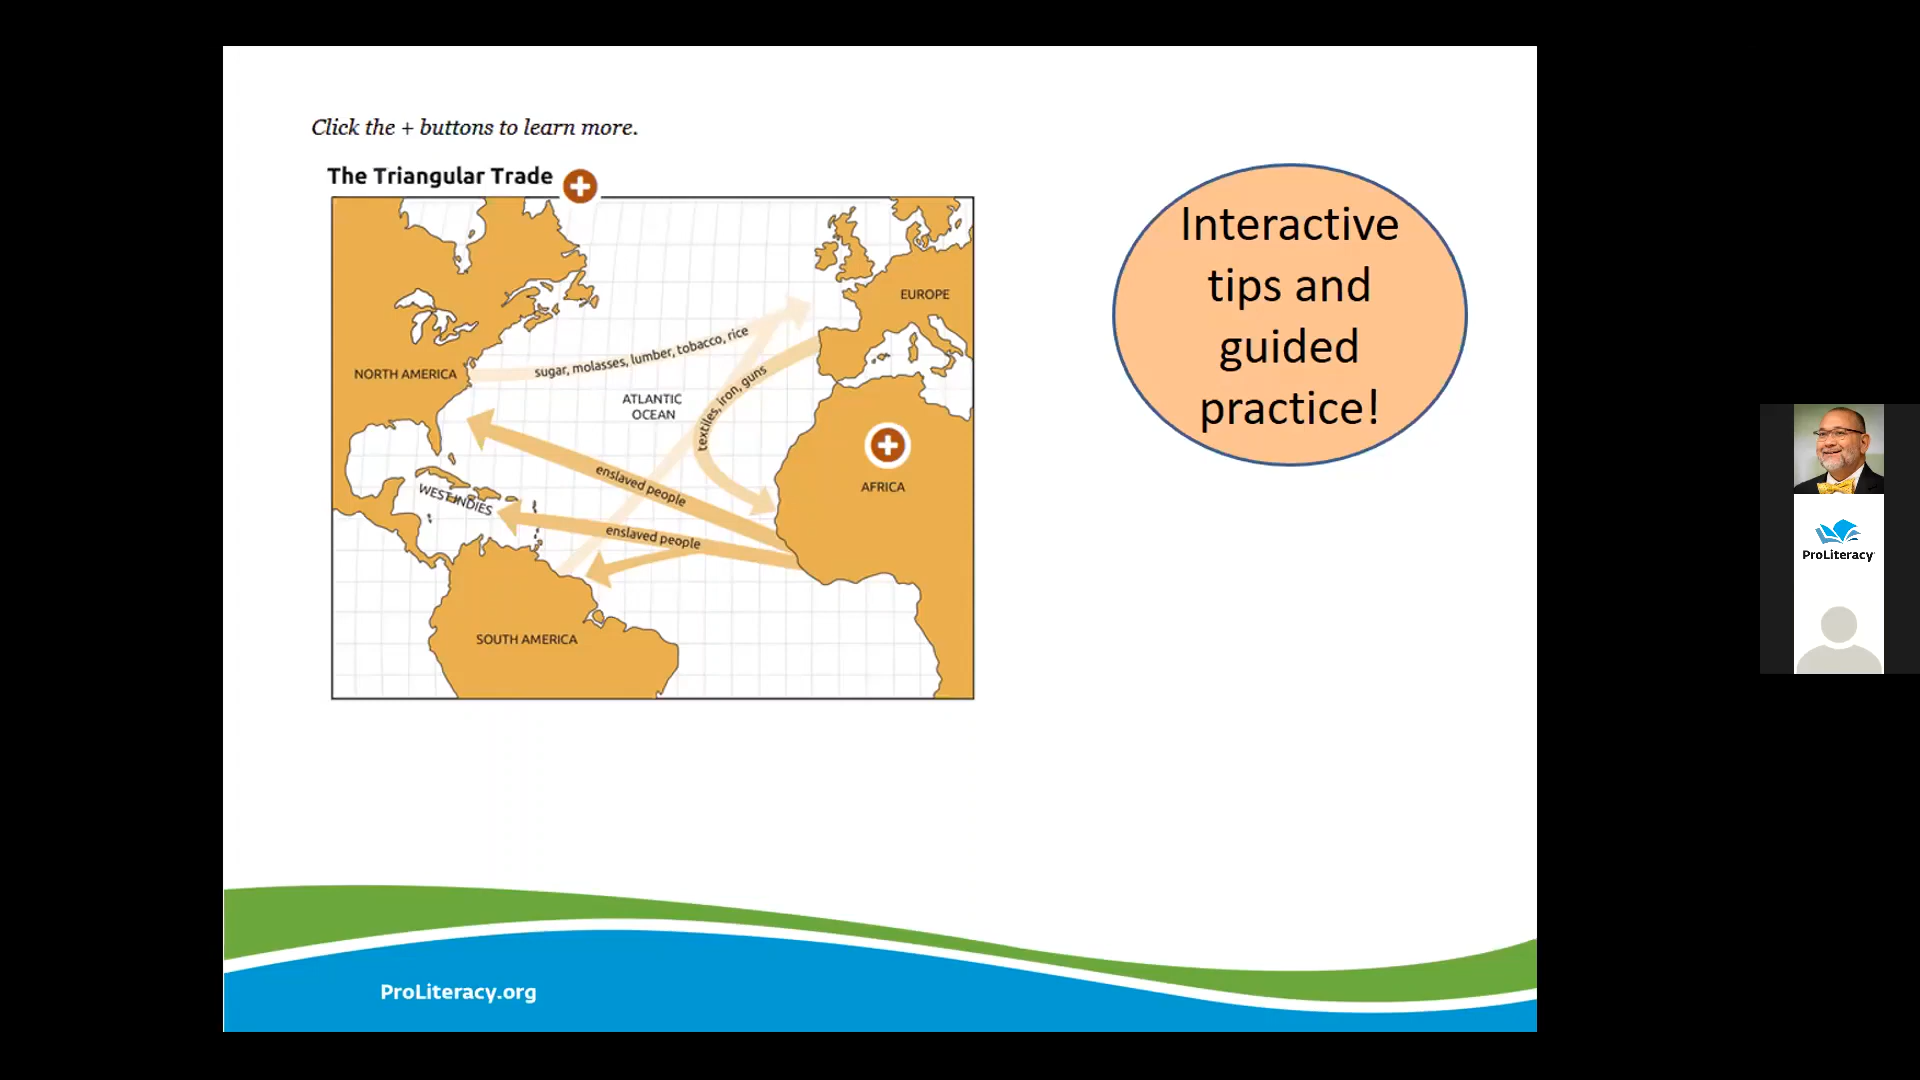 Click the + buttons to learn more.
The Triangular Trade
EUROPE
sugar, molasses, lumber, tobacco, rice
NORTH AMERICA
textiles, iron, guns
ATLANTIC
OCEAN
enslaved people
AFRICA
WEST INDIES
enslaved people
SOUTH AMERICA
Interactive
tips and
guided
practice!
ProLiteracy
ProLiteracy.org